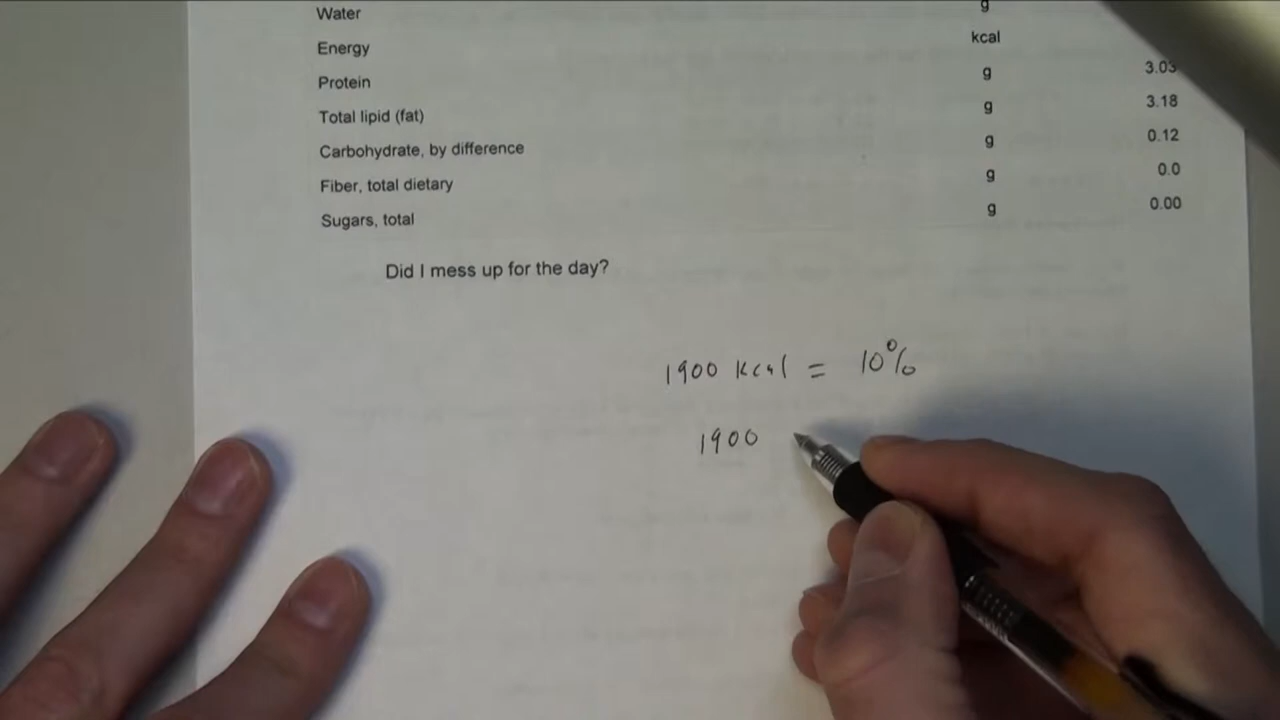 Water g
Energy kcal
Protein g 3.03
Total lipid (fat) g 3.18
Carbohydrate, by difference g 0.12
Fiber, total dietary g 0.0
Sugars, total g 0.00
Did I mess up for the day?
1900 kcal = 10%
1900